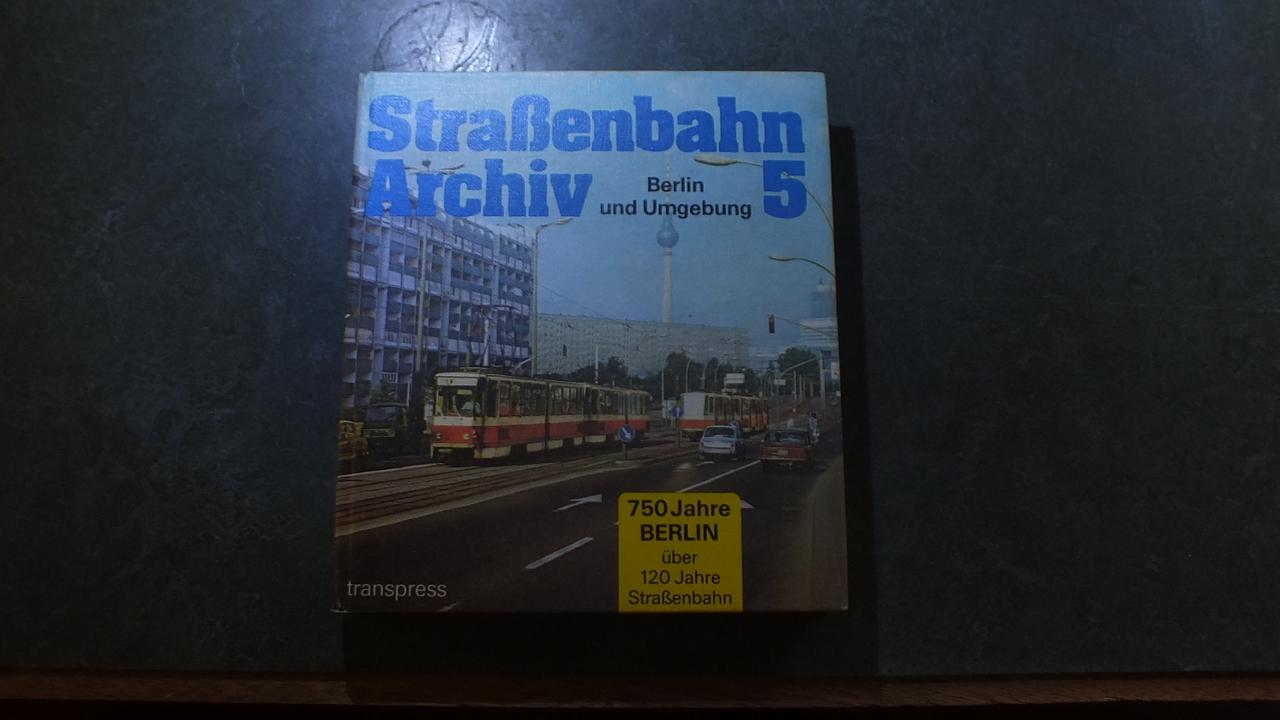 Straßenbahn
Archiv 5
Berlin
und Umgebung
750 Jahre
BERLIN
über
120 Jahre
Straßenbahn
transpress